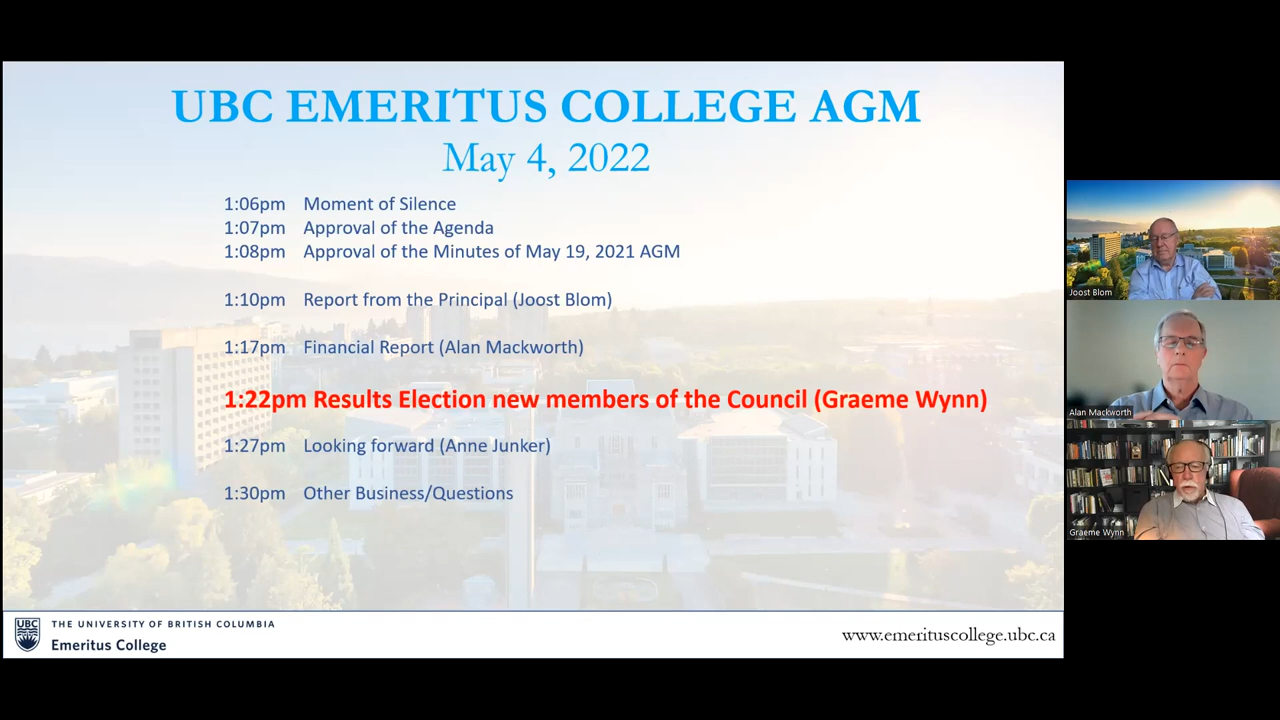 UBC EMERITUS COLLEGE AGM
May 4, 2022
1:06pm Moment of Silence
1:07pm Approval of the Agenda
1:08pm Approval of the Minutes of May 19, 2021 AGM
1:10pm Report from the Principal (Joost Blom)
1:17pm Financial Report (Alan Mackworth)
1:22pm Results Election new members of the Council (Graeme Wynn)
1:27pm Looking forward (Anne Junker)
1:30pm Other Business/Questions
UBC
THE UNIVERSITY OF BRITISH COLUMBIA
Emeritus College
www.emerituscollege.ubc.ca
Joost Blom
Alan Mackworth
Graeme Wynn